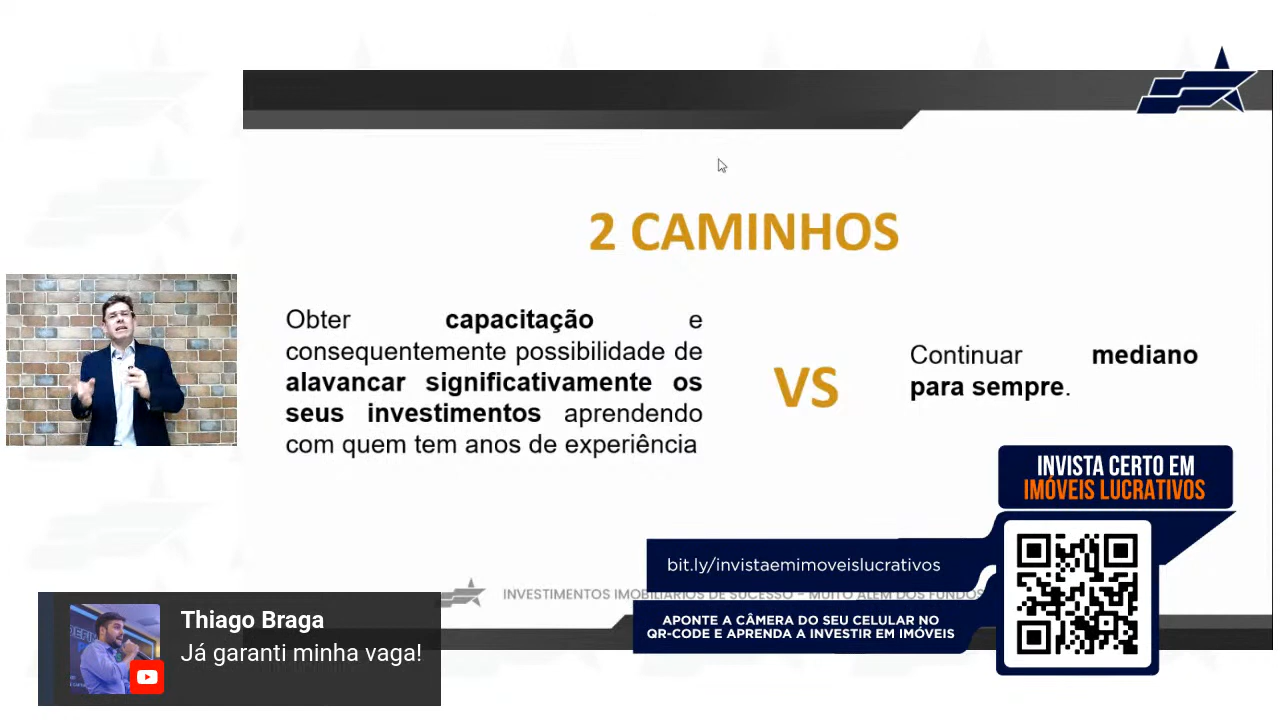 2 CAMINHOS
Obter capacitação e
consequentemente possibilidade de
alavancar significativamente os
seus investimentos aprendendo
com quem tem anos de experiência
VS
Continuar mediano
para sempre.
INVISTA CERTO EM
IMÓVEIS LUCRATIVOS
bit.ly/invistaemimoveislucrativos
INVESTIMENTOS IMOBILIÁRIOS DE SUCESSO - MUITO ALÉM DOS FUNDOS
APONTE A CÂMERA DO SEU CELULAR NO
QR-CODE E APRENDA A INVESTIR EM IMÓVEIS
Thiago Braga
Já garanti minha vaga!